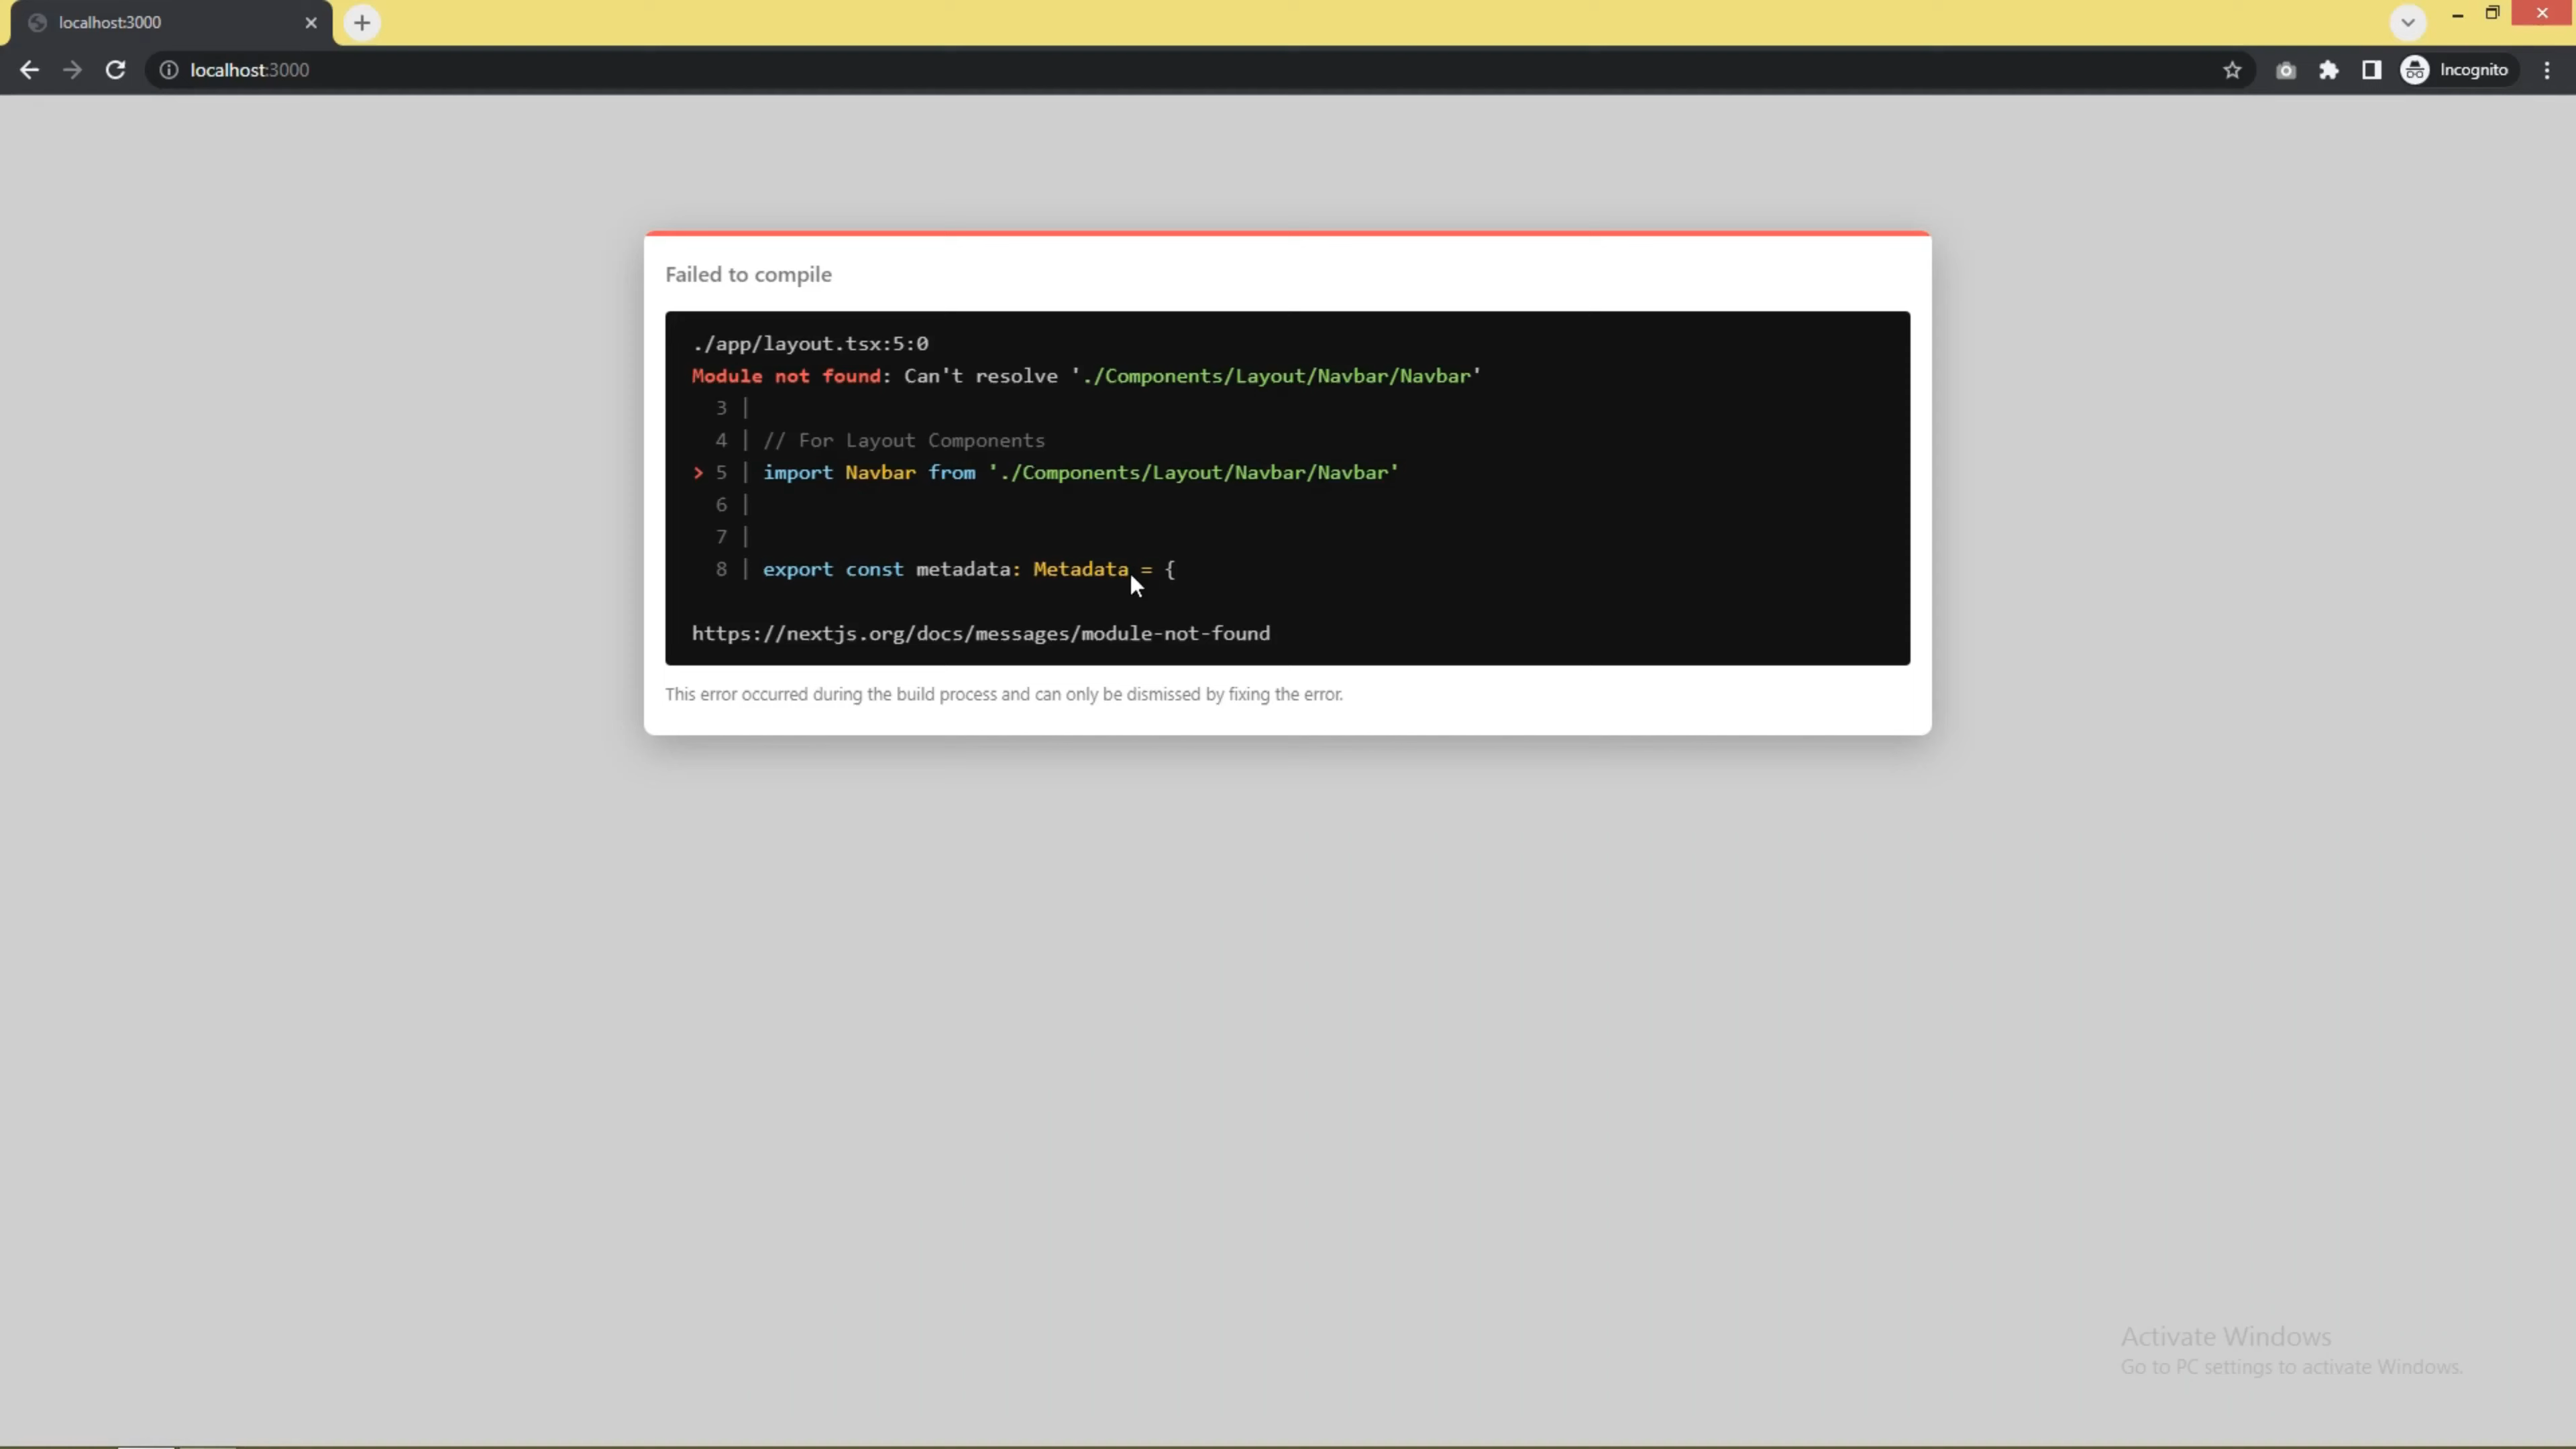 localhost:3000
localhost:3000
Incognito
Failed to compile
./app/layout.tsx:5:0
Module not found: Can't resolve './Components/Layout/Navbar/Navbar'
3 |
4 | // For Layout Components
> 5 | import Navbar from './Components/Layout/Navbar/Navbar'
6 |
7 |
8 | export const metadata: Metadata = {
https://nextjs.org/docs/messages/module-not-found
This error occurred during the build process and can only be dismissed by fixing the error.
Activate Windows
Go to PC settings to activate Windows.